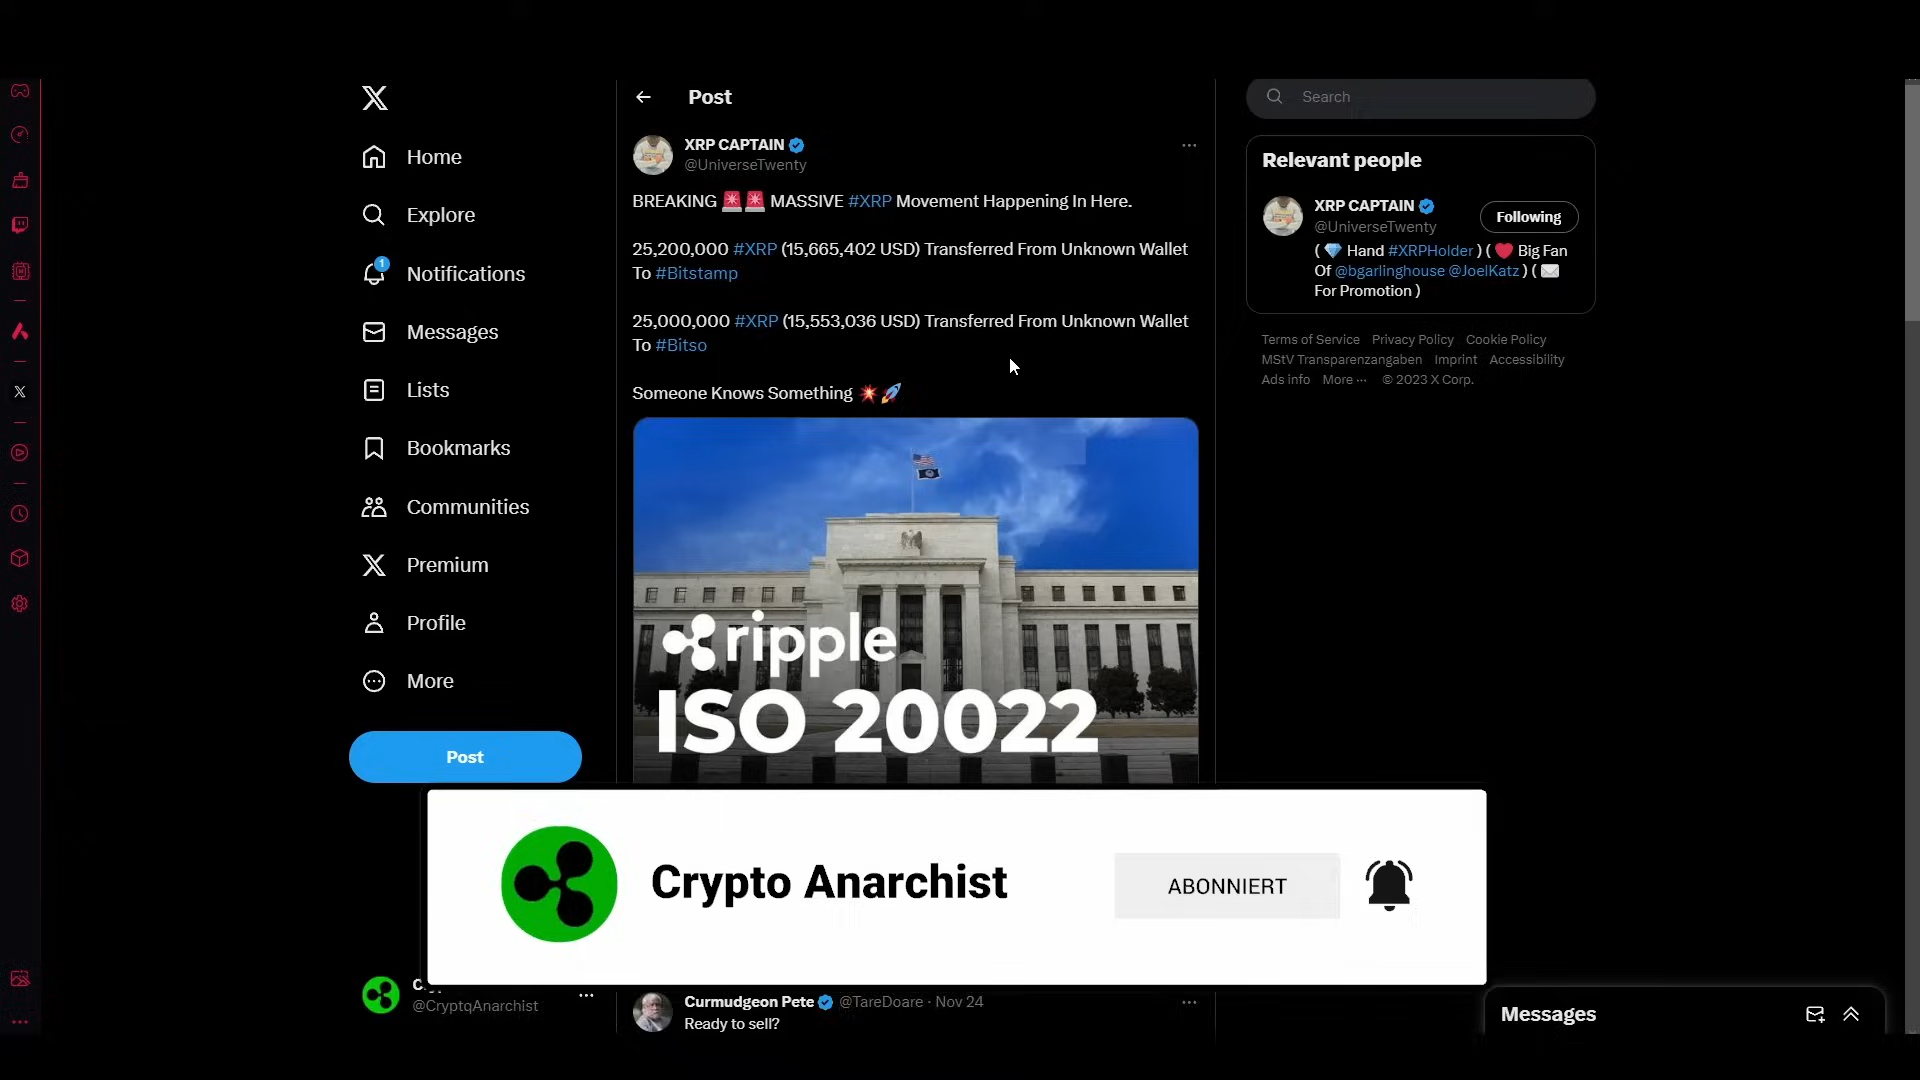 Home
Explore
1
Notifications
Messages
Lists
Bookmarks
Communities
Premium
Profile
More
Post
@CryptqAnarchist
Post
XRP CAPTAIN
@UniverseTwenty
BREAKING 🚨🚨 MASSIVE #XRP Movement Happening In Here.
25,200,000 #XRP (15,665,402 USD) Transferred From Unknown Wallet
To #Bitstamp
25,000,000 #XRP (15,553,036 USD) Transferred From Unknown Wallet
To #Bitso
Someone Knows Something 💥🚀
ripple
ISO 20022
Crypto Anarchist
ABONNIERT
Curmudgeon Pete @TareDoare · Nov 24
Ready to sell?
Search
Relevant people
XRP CAPTAIN
@UniverseTwenty
Following
( 💎 Hand #XRPHolder ) ( ❤️ Big Fan
Of @bgarlinghouse @JoelKatz ) ( ✉️
For Promotion )
Terms of Service Privacy Policy Cookie Policy
MStV Transparenzangaben Imprint Accessibility
Ads info More ··· © 2023 X Corp.
Messages